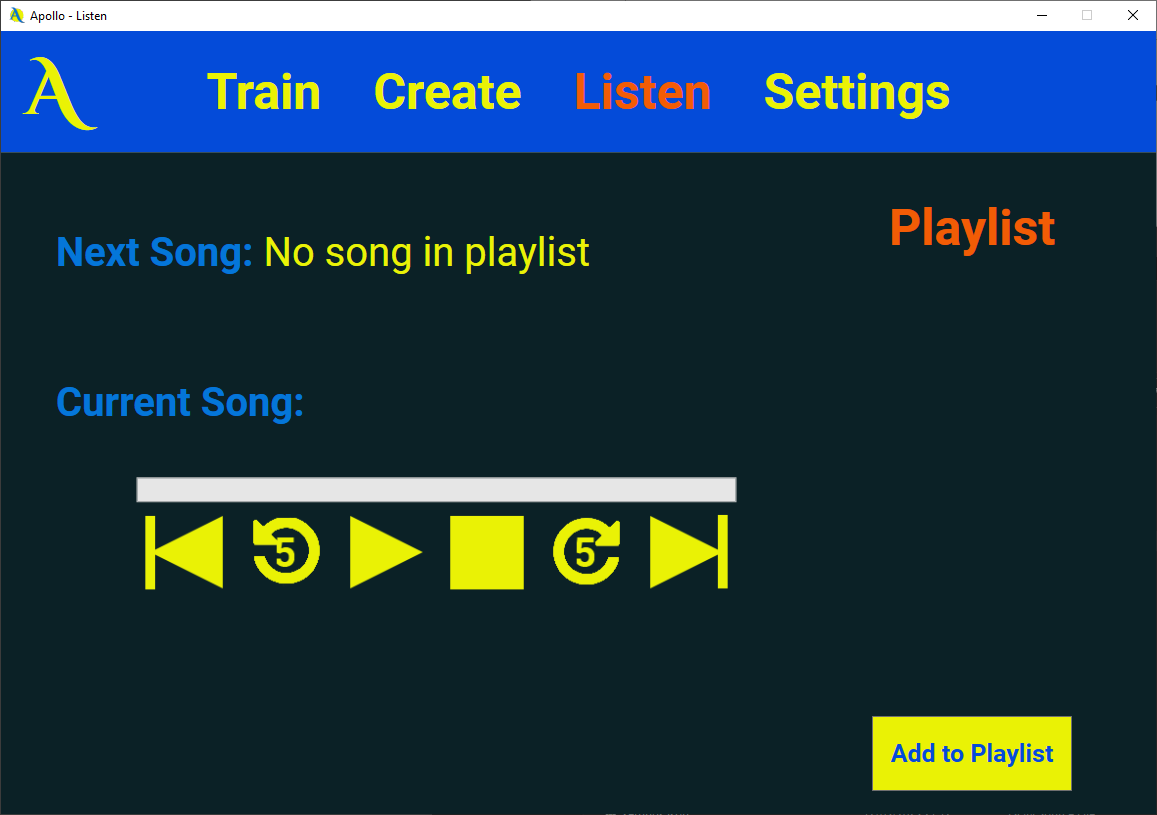 Apollo - Listen
A Train Create Listen Settings
Playlist
Next Song: No song in playlist
Current Song:
5 5
Add to Playlist